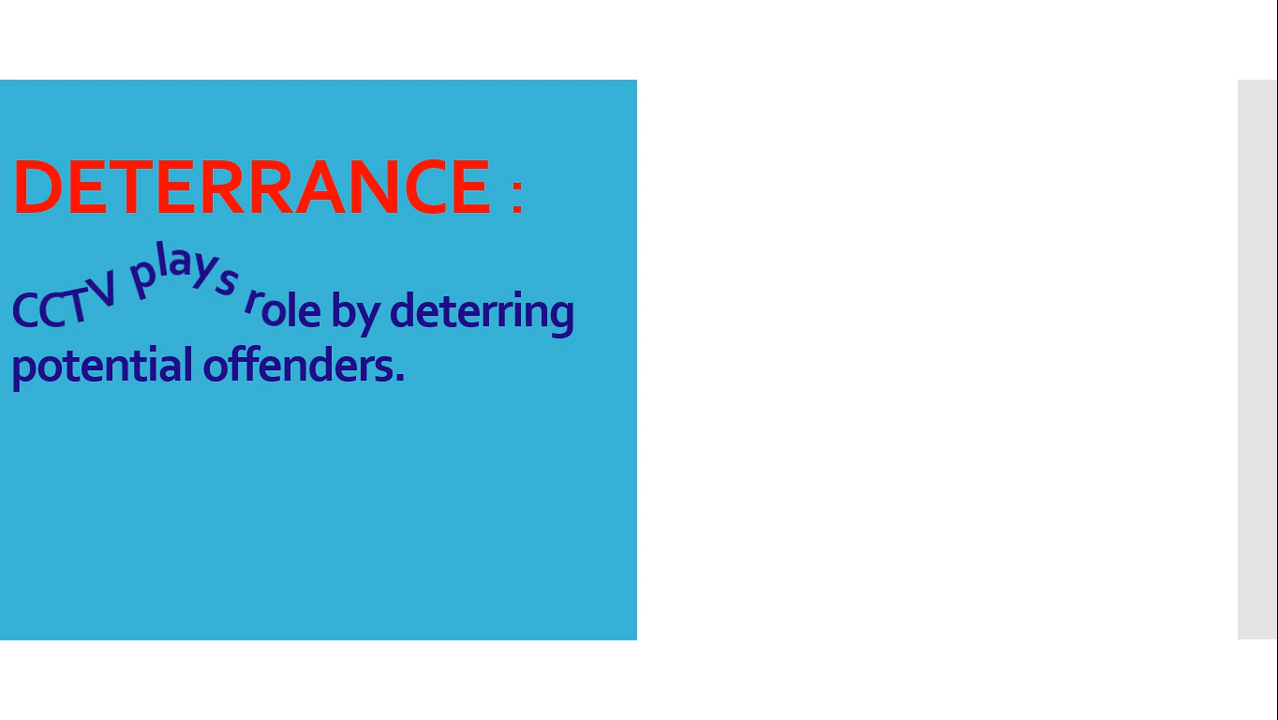 DETERRANCE :
CCTV plays role by deterring
potential offenders.